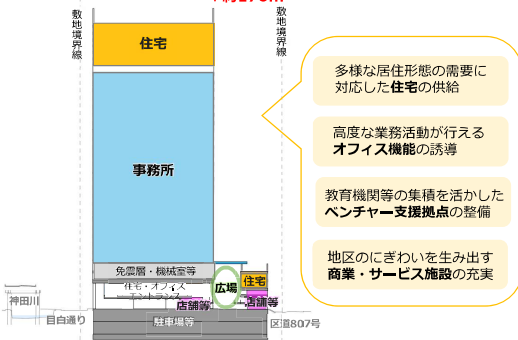 約170m
敷地境界線
敷地境界線
住宅
事務所
免震層・機械室等
住宅・オフィス
エントランス
広場
住宅
店舗等
店舗等
神田川
目白通り
駐車場等
区道807号
多様な居住形態の需要に
対応した住宅の供給
高度な業務活動が行える
オフィス機能の誘導
教育機関等の集積を活かした
ベンチャー支援拠点の整備
地区のにぎわいを生み出す
商業・サービス施設の充実